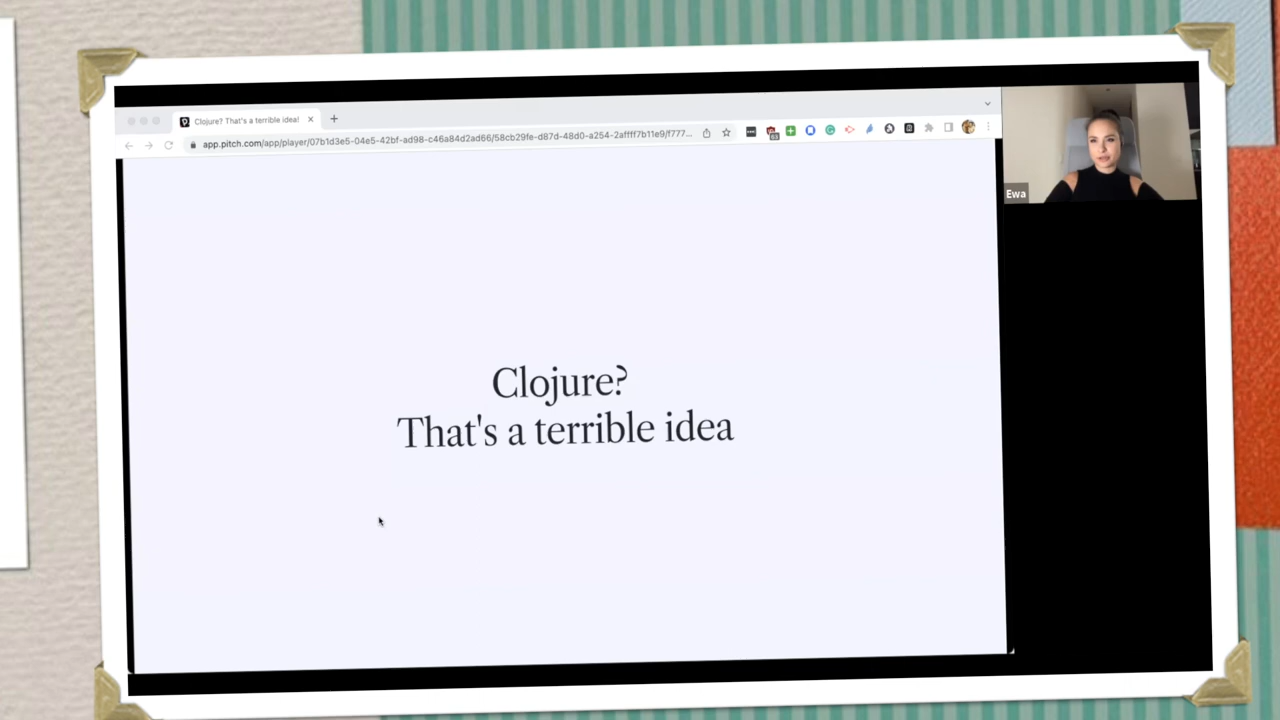 Clojure? That's a terrible idea!
app.pitch.com/app/player/07b1d3e5-04e5-42bf-ad98-c46a84d2ad66/58cb29fe-d87d-48d0-a254-2affff7b11e9/f777...
Ewa
Clojure?
That's a terrible idea